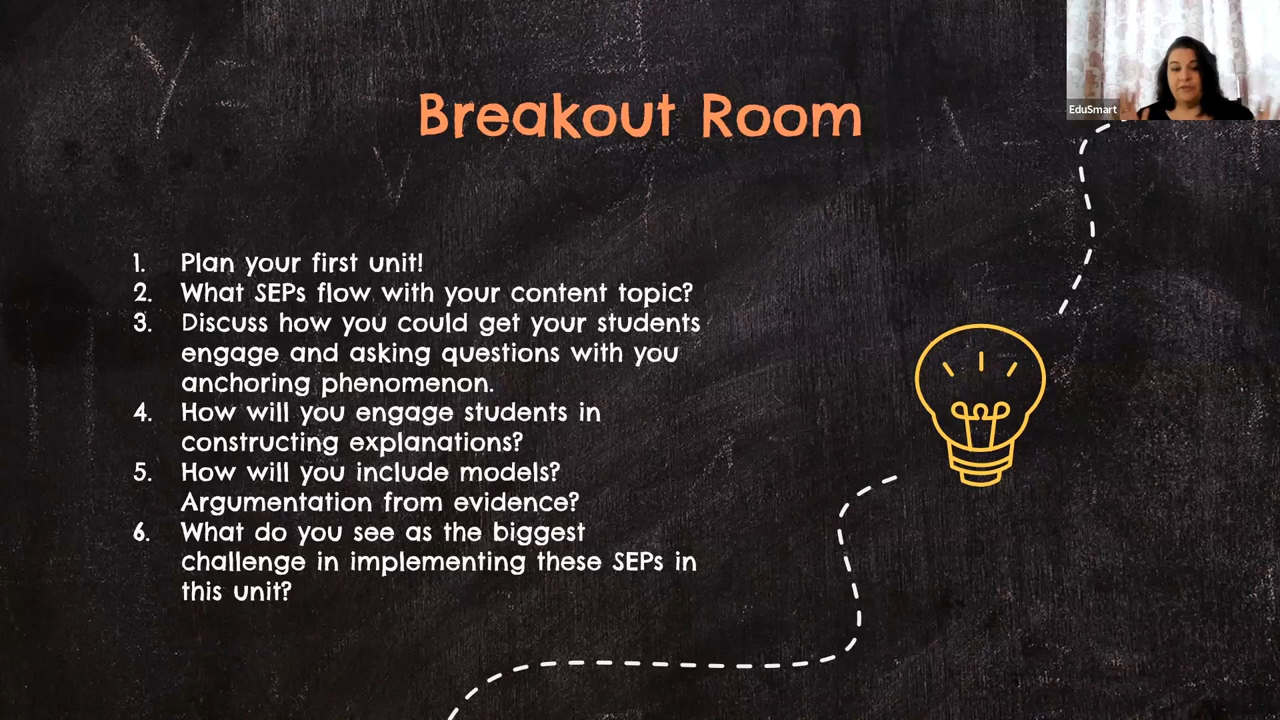 EduSmart
Breakout Room
1. Plan your first unit!
2. What SEPs flow with your content topic?
3. Discuss how you could get your students
engage and asking questions with you
anchoring phenomenon.
4. How will you engage students in
constructing explanations?
5. How will you include models?
Argumentation from evidence?
6. What do you see as the biggest
challenge in implementing these SEPs in
this unit?